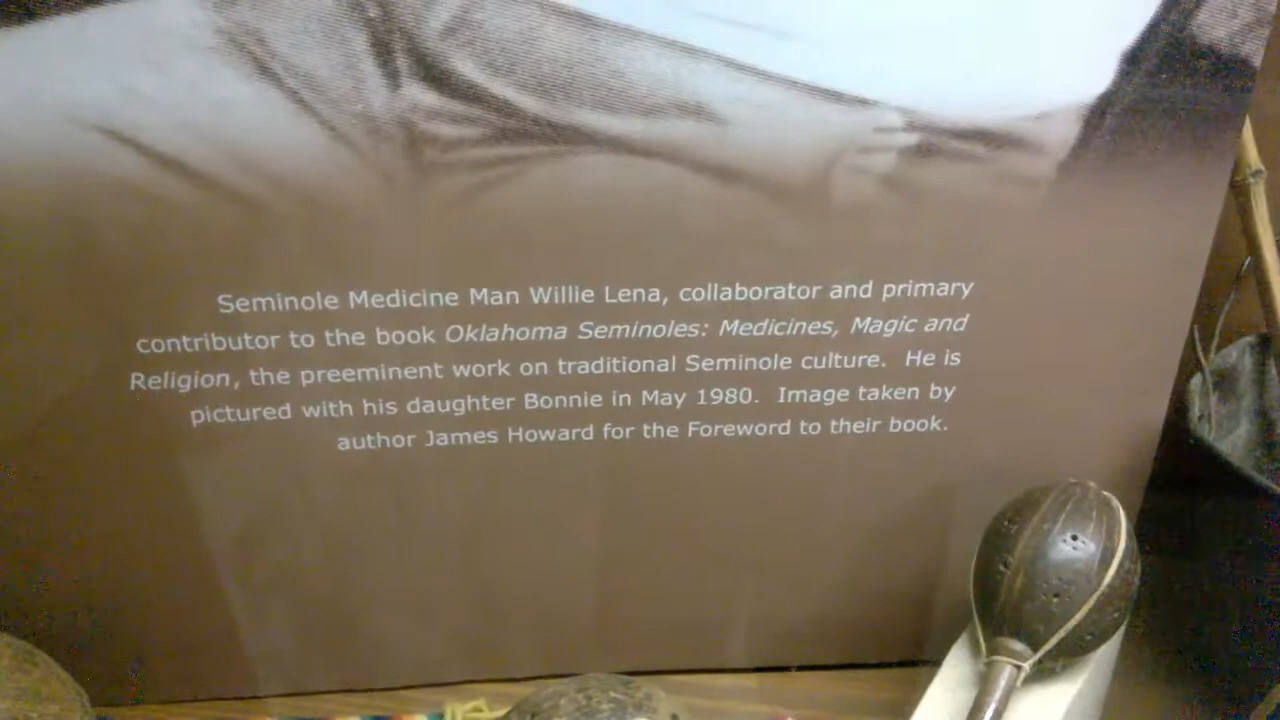 Seminole Medicine Man Willie Lena, collaborator and primary
contributor to the book Oklahoma Seminoles: Medicines, Magic and
Religion, the preeminent work on traditional Seminole culture.  He is
pictured with his daughter Bonnie in May 1980.  Image taken by
author James Howard for the Foreword to their book.